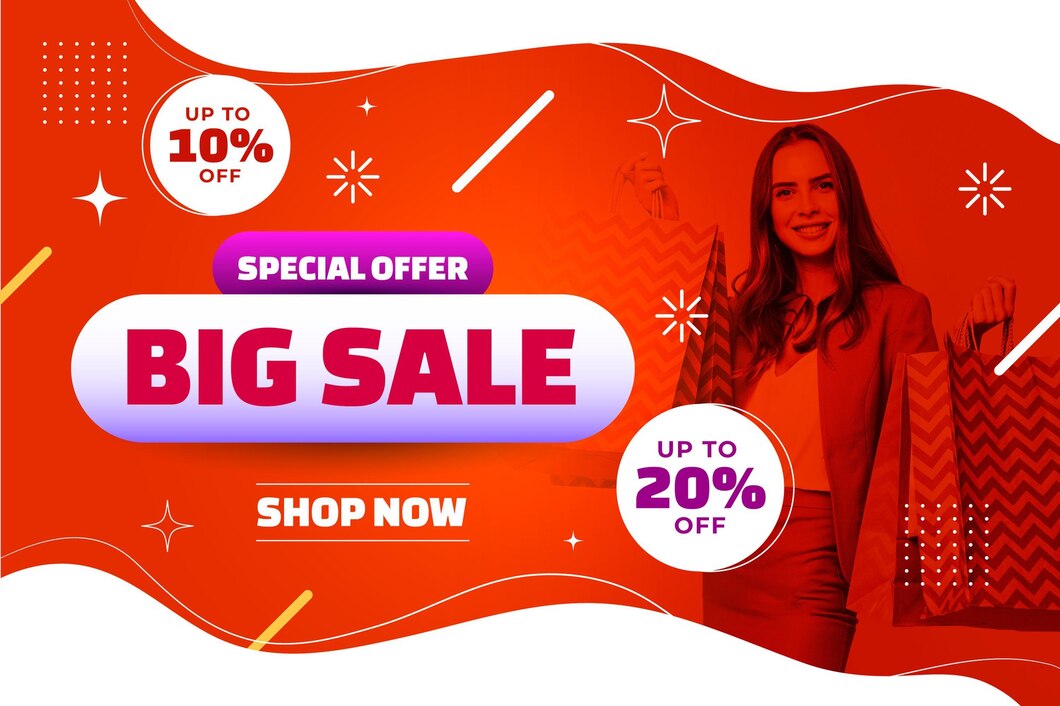 UP TO
10%
OFF
SPECIAL OFFER
BIG SALE
SHOP NOW
UP TO
20%
OFF